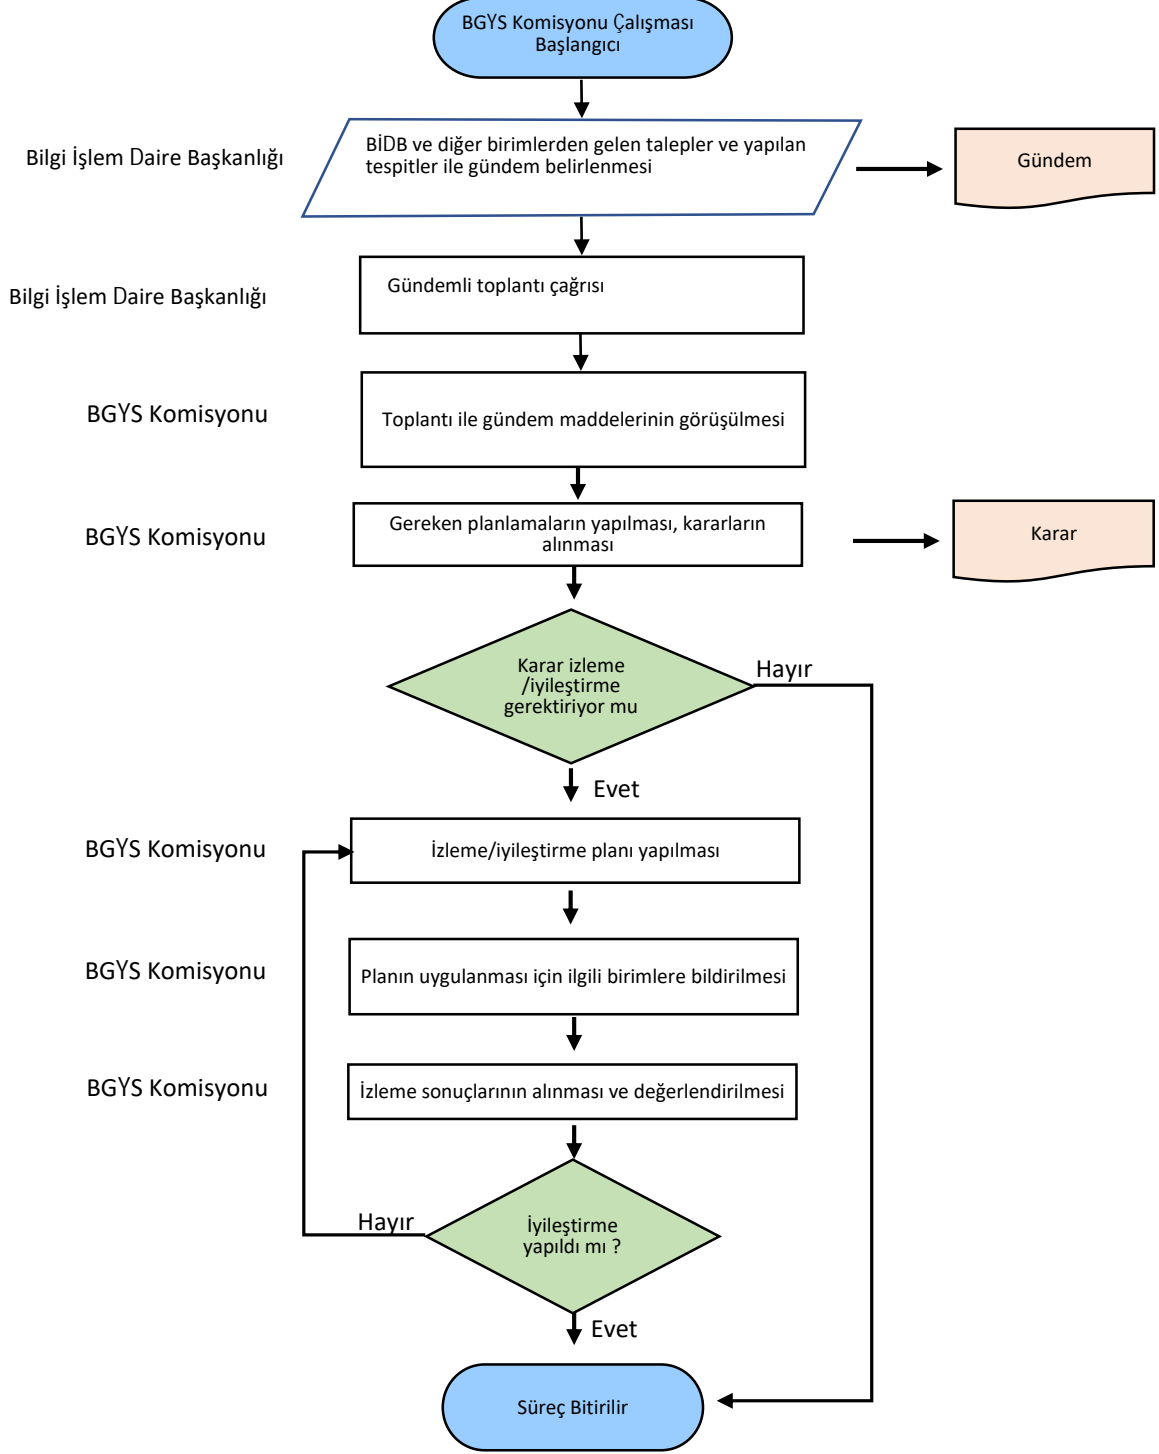 BGYS Komisyonu Çalışması
Başlangıcı
Bilgi İşlem Daire Başkanlığı
BİDB ve diğer birimlerden gelen talepler ve yapılan
tespitler ile gündem belirlenmesi
Gündem
Bilgi İşlem Daire Başkanlığı
Gündemli toplantı çağrısı
BGYS Komisyonu
Toplantı ile gündem maddelerinin görüşülmesi
BGYS Komisyonu
Gereken planlamaların yapılması, kararların
alınması
Karar
Karar izleme
/iyileştirme
gerektiriyor mu
Hayır
Evet
BGYS Komisyonu
İzleme/iyileştirme planı yapılması
BGYS Komisyonu
Planın uygulanması için ilgili birimlere bildirilmesi
BGYS Komisyonu
İzleme sonuçlarının alınması ve değerlendirilmesi
Hayır
İyileştirme
yapıldı mı ?
Evet
Süreç Bitirilir